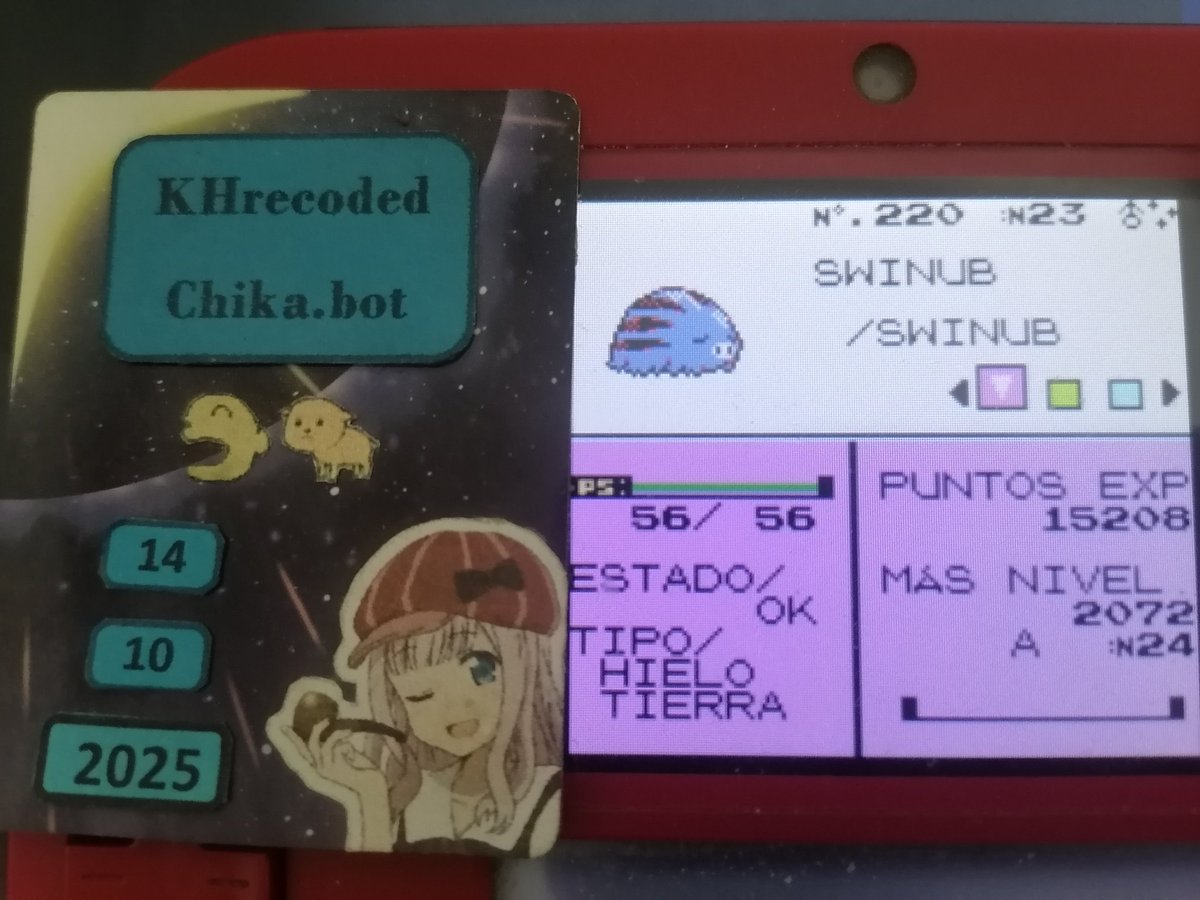 KHrecoded
Chika.bot
14
10
2025
Nº.220 :N23 ♂
SWINUB
/SWINUB
PS:
56/ 56
ESTADO/
OK
TIPO/
HIELO
TIERRA
PUNTOS EXP
15208
MÁS NIVEL
2072
A :N24